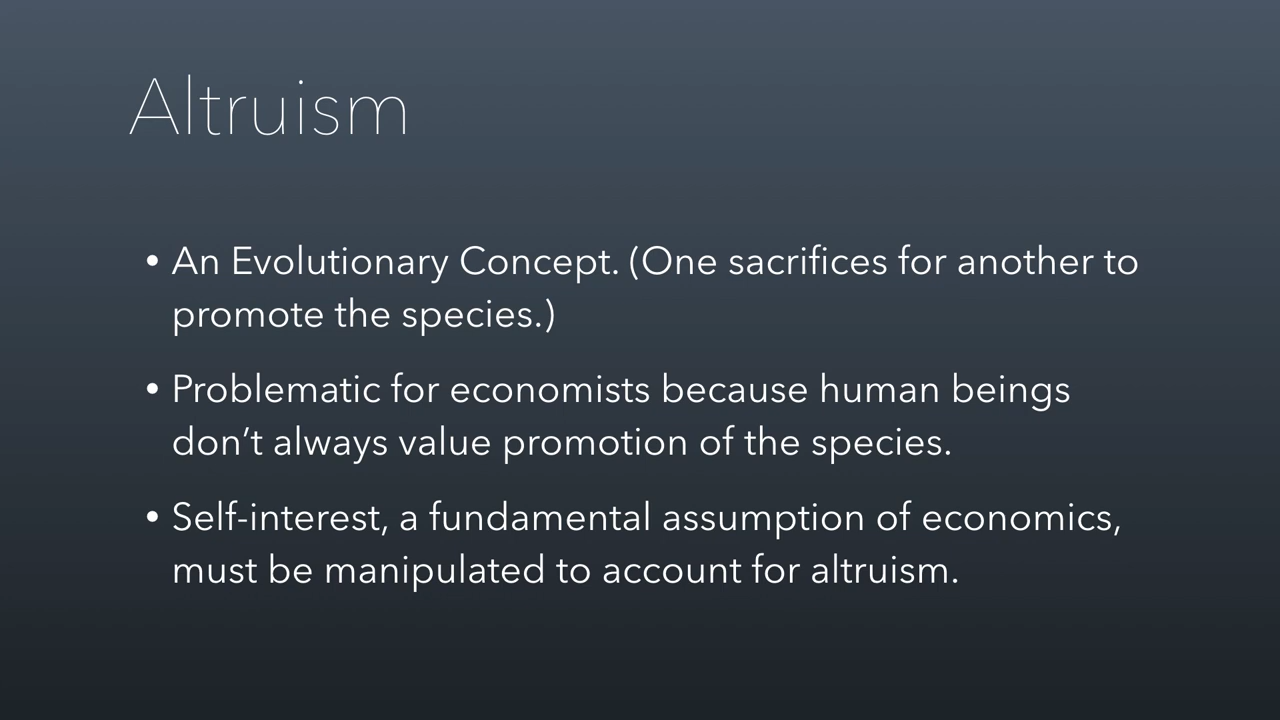 Altruism
• An Evolutionary Concept. (One sacrifices for another to
promote the species.)
• Problematic for economists because human beings
don’t always value promotion of the species.
• Self-interest, a fundamental assumption of economics,
must be manipulated to account for altruism.